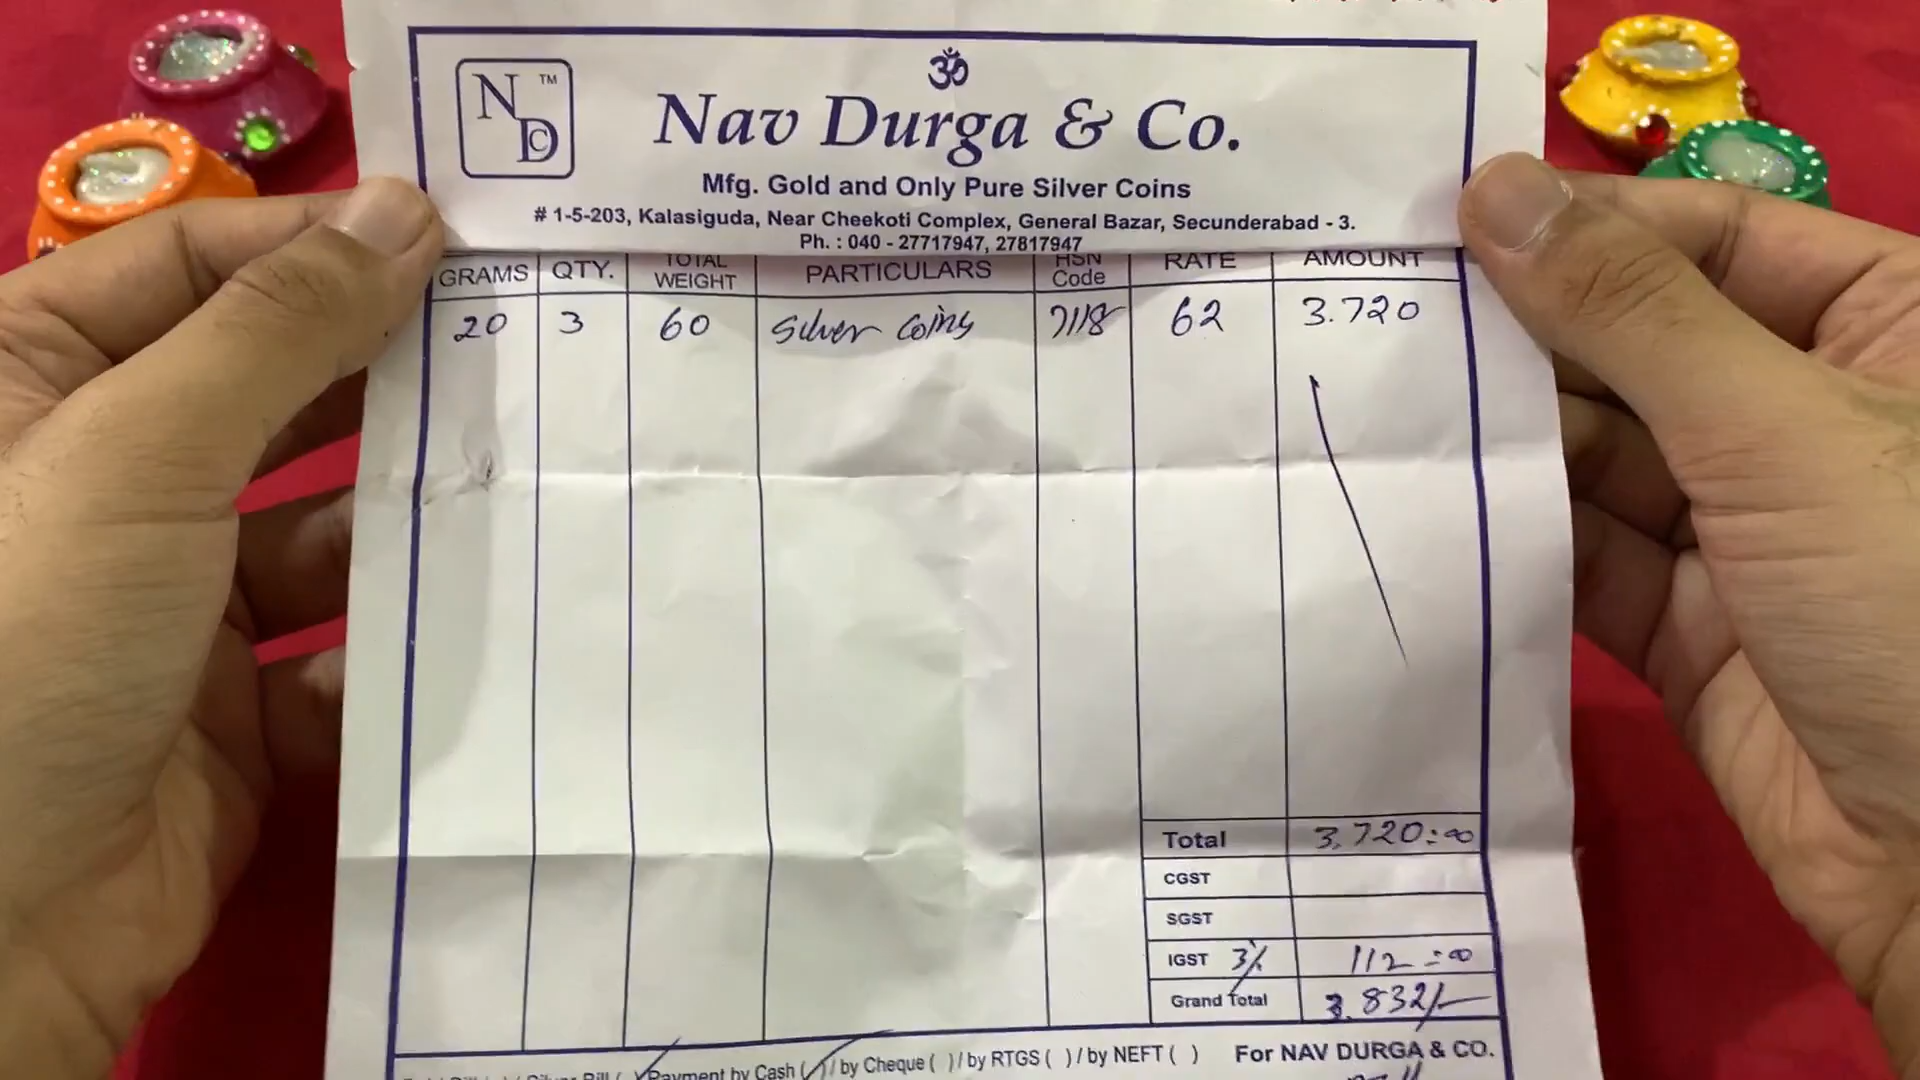 ॐ
ND© ™
Nav Durga & Co.
Mfg. Gold and Only Pure Silver Coins
# 1-5-203, Kalasiguda, Near Cheekoti Complex, General Bazar, Secunderabad - 3.
Ph. : 040 - 27717947, 27817947
GRAMS QTY. TOTAL WEIGHT PARTICULARS HSN Code RATE AMOUNT
20 3 60 Silver Coins 7118 62 3.720
Total 3,720:00
CGST
SGST
IGST 3% 112=00
Grand Total 3.832/-
Payment by Cash ( ✓ ) / by Cheque ( ) / by RTGS ( ) / by NEFT ( ) For NAV DURGA & CO.